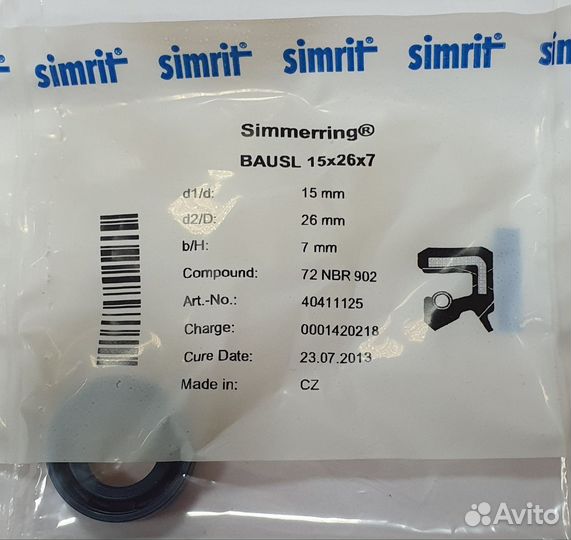 simrit simrit simrit simrit
Simmerring®
BAUSL 15x26x7
d1/d: 15 mm
d2/D: 26 mm
b/H: 7 mm
Compound: 72 NBR 902
Art.-No.: 40411125
Charge: 0001420218
Cure Date: 23.07.2013
Made in: CZ
Avito